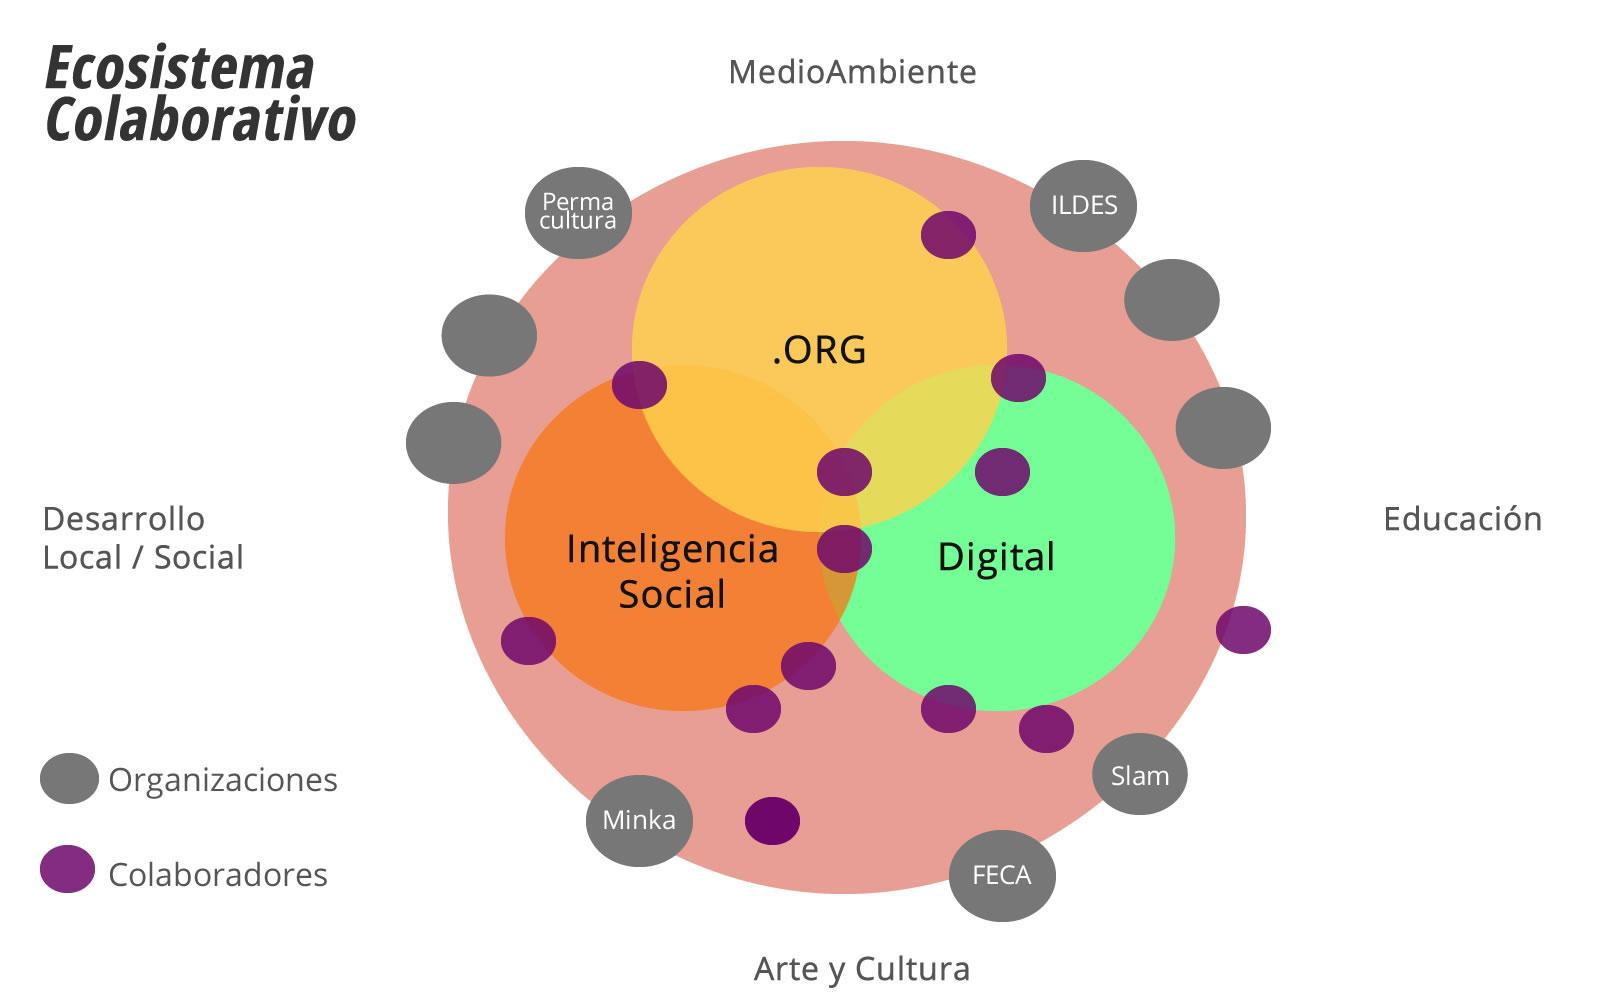 Ecosistema
Colaborativo
MedioAmbiente
Perma
cultura
ILDES
.ORG
Desarrollo
Local / Social
Educación
Inteligencia
Social
Digital
Organizaciones
Colaboradores
Minka
Slam
FECA
Arte y Cultura